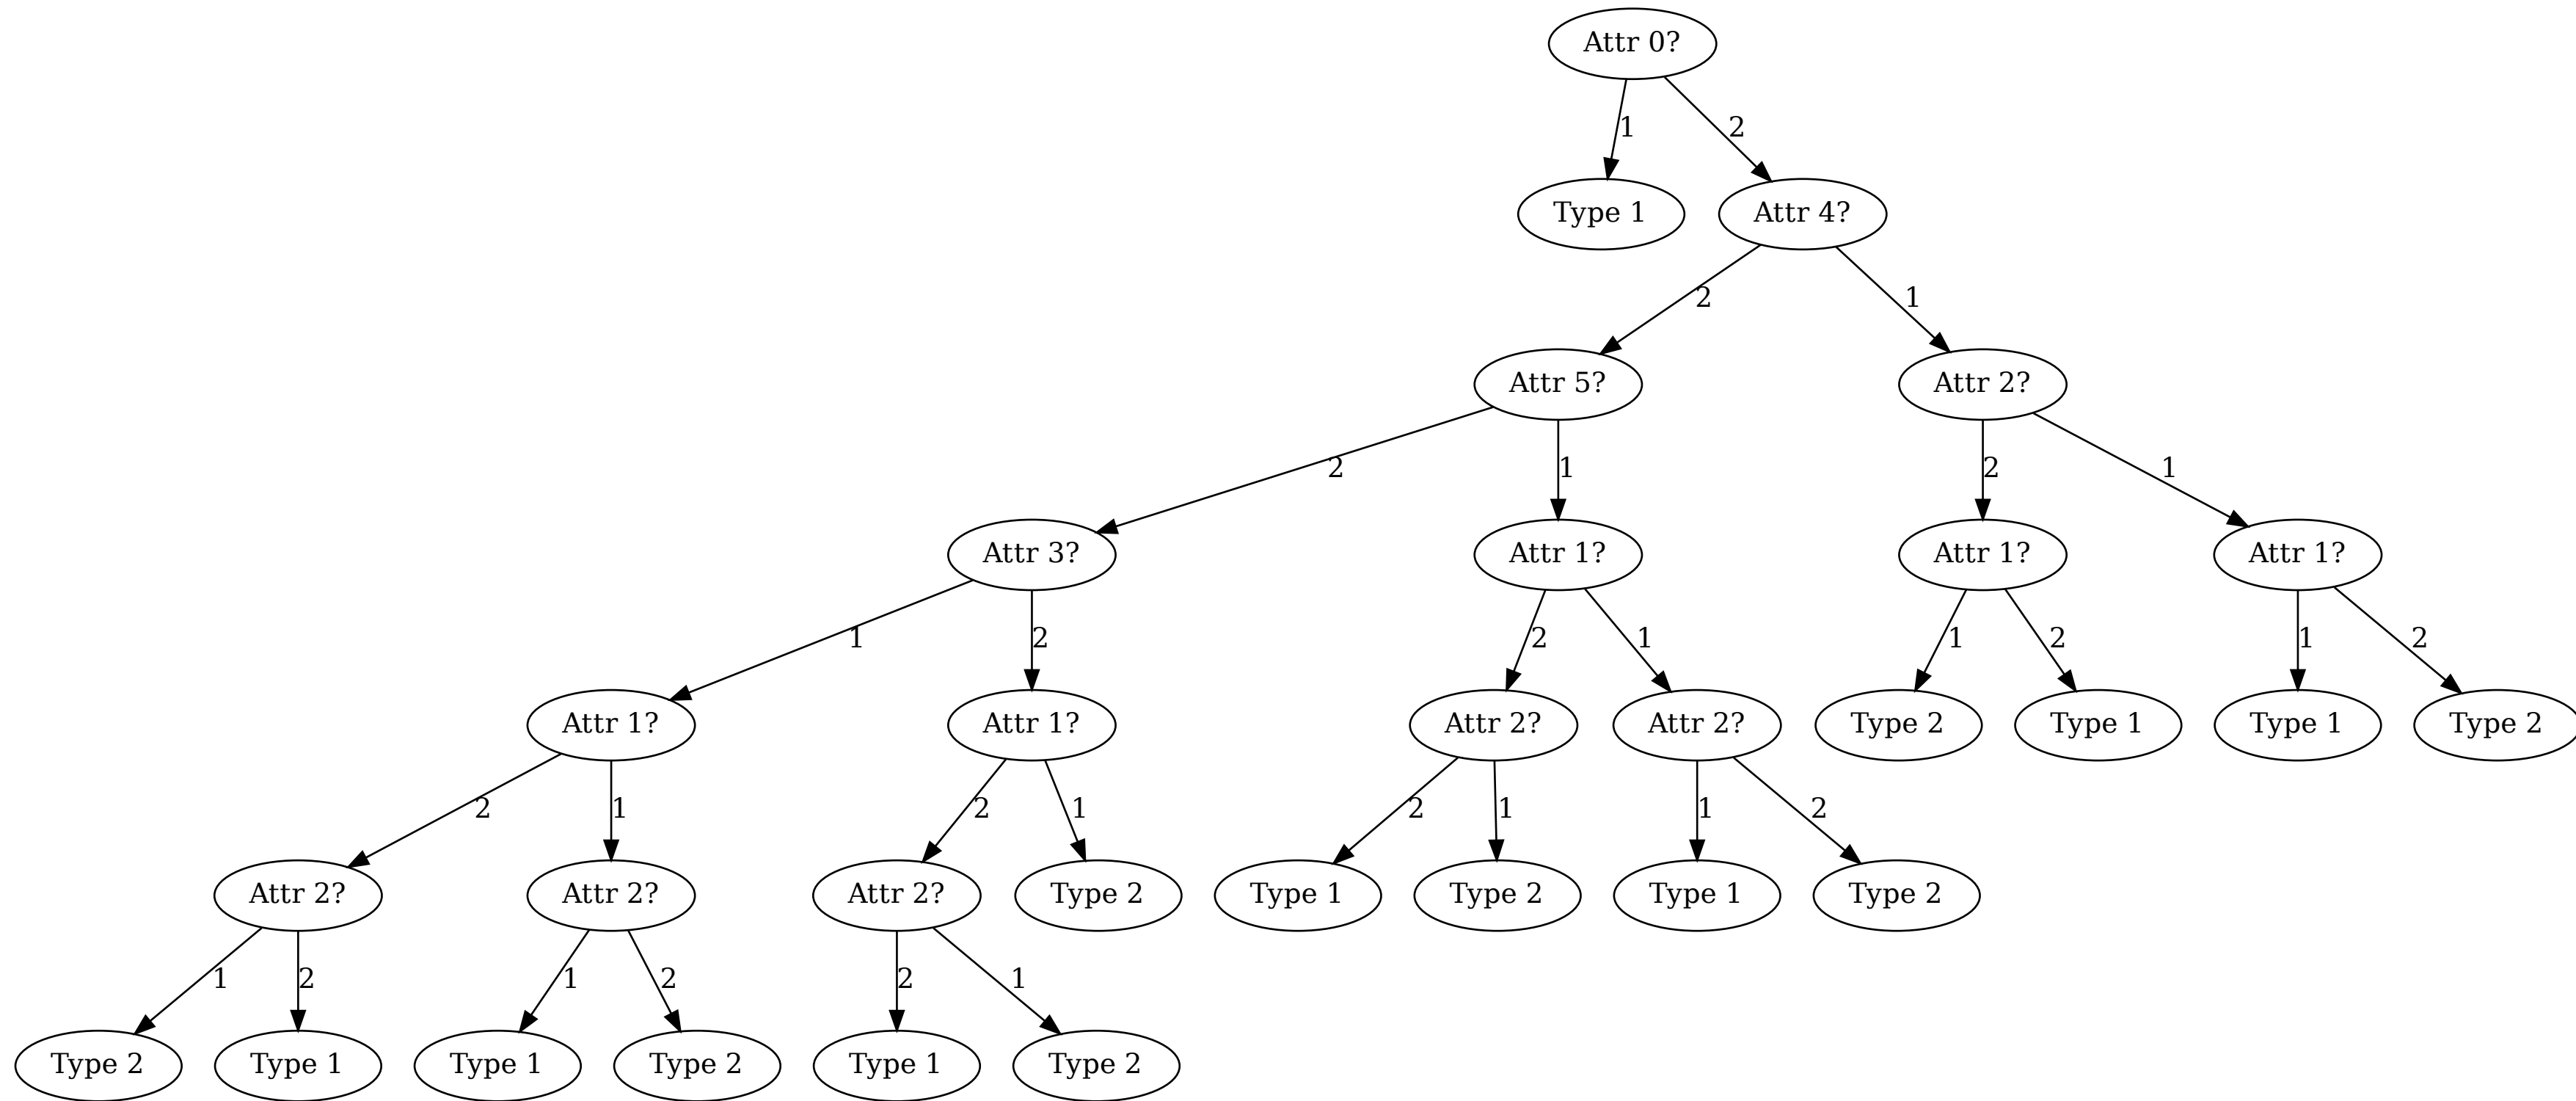 Attr 0?
1
2
Type 1
Attr 4?
2
1
Attr 5?
Attr 2?
2
1
2
1
Attr 3?
Attr 1?
Attr 1?
Attr 1?
1
2
2
1
1
2
1
2
Attr 1?
Attr 1?
Attr 2?
Attr 2?
Type 2
Type 1
Type 1
Type 2
2
1
2
1
2
1
1
2
Attr 2?
Attr 2?
Attr 2?
Type 2
Type 1
Type 2
Type 1
Type 2
1
2
1
2
2
1
Type 2
Type 1
Type 1
Type 2
Type 1
Type 2